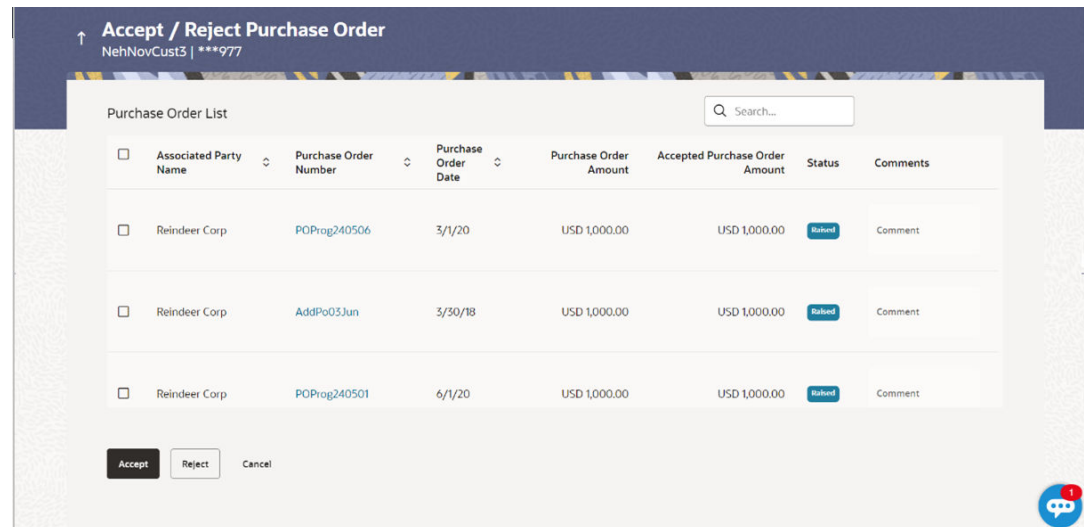 Accept / Reject Purchase Order
NehNovCust3 | ***977
Purchase Order List
Search...
Associated Party Name Purchase Order Number Purchase Order Date Purchase Order Amount Accepted Purchase Order Amount Status Comments
Reindeer Corp POProg240506 3/1/20 USD 1,000.00 USD 1,000.00 Raised Comment
Reindeer Corp AddPo03Jun 3/30/18 USD 1,000.00 USD 1,000.00 Raised Comment
Reindeer Corp POProg240501 6/1/20 USD 1,000.00 USD 1,000.00 Raised Comment
Accept Reject Cancel
1